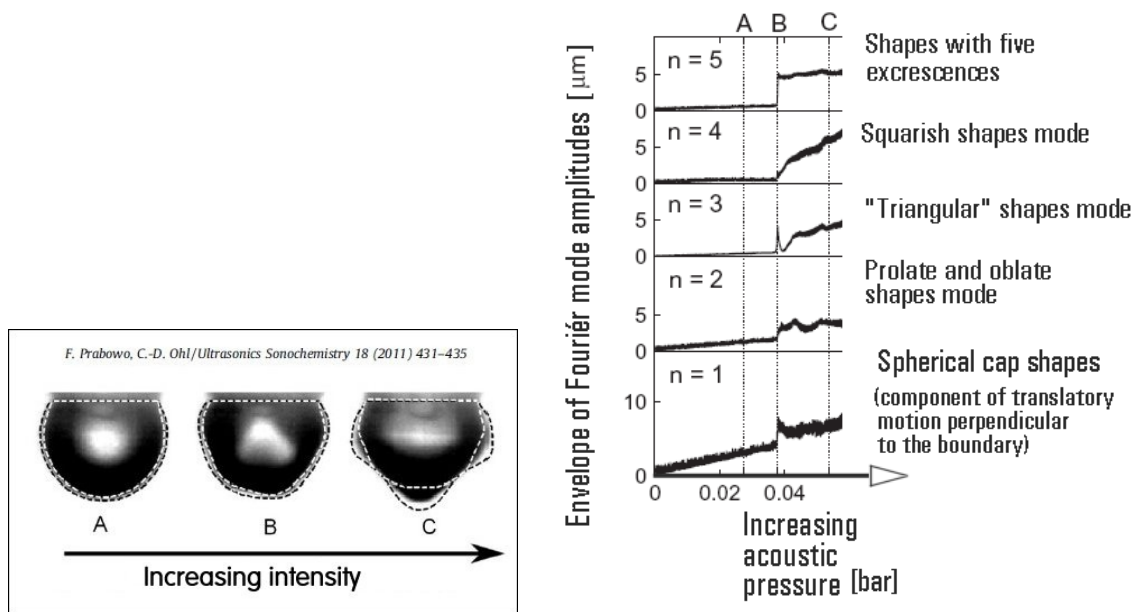 F. Prabowo, C.-D. Ohl/Ultrasonics Sonochemistry 18 (2011) 431–435
A
B
C
Increasing intensity
Envelope of Fouriér mode amplitudes [μm]
A B C
n = 5
5
0
Shapes with five
excrescences
n = 4
5
0
Squarish shapes mode
n = 3
5
0
"Triangular" shapes mode
n = 2
5
0
Prolate and oblate
shapes mode
n = 1
10
0
Spherical cap shapes
(component of translatory
motion perpendicular
to the boundary)
0 0.02 0.04
Increasing
acoustic
pressure [bar]